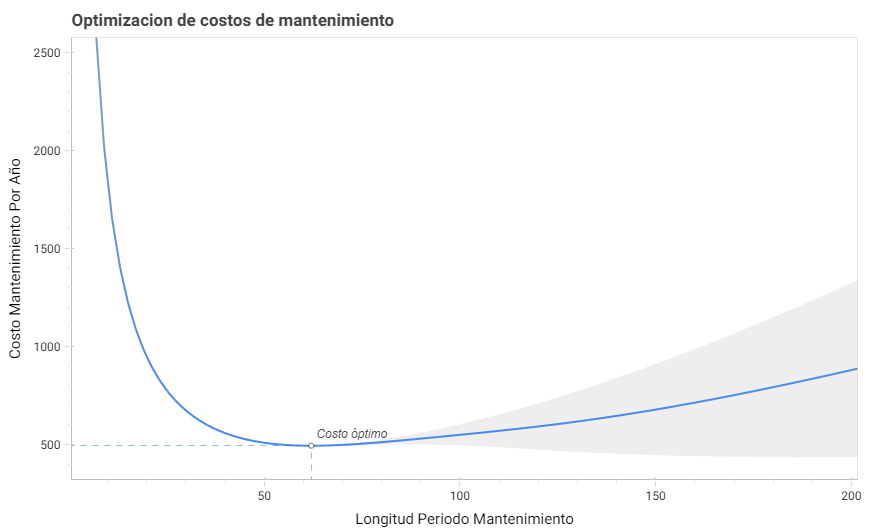 Optimizacion de costos de mantenimiento
2500
2000
1500
1000
500
Costo Mantenimiento Por Año
Costo óptimo
50
100
150
200
Longitud Periodo Mantenimiento